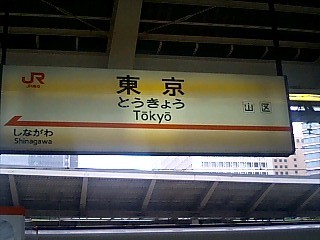 JR
JR東海
東京
とうきょう
Tōkyō
山 区
しながわ
Shinagawa